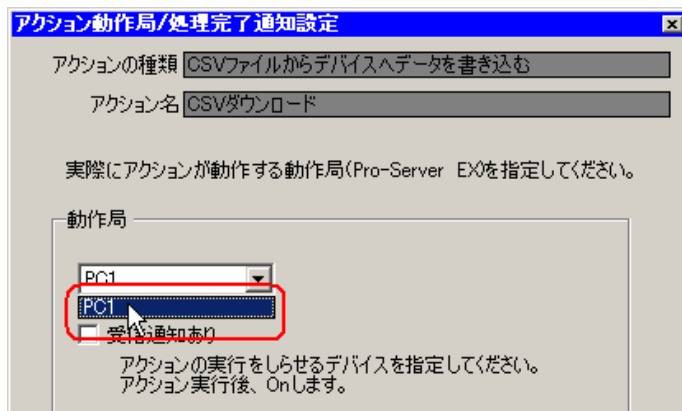 アクション動作局/処理完了通知設定
アクションの種類 CSVファイルからデバイスへデータを書き込む
アクション名 CSVダウンロード
実際にアクションが動作する動作局(Pro-Server EX)を指定してください。
動作局
PC1
PC1
受信通知あり
アクションの実行をしらせるデバイスを指定してください。
アクション実行後、Onします。